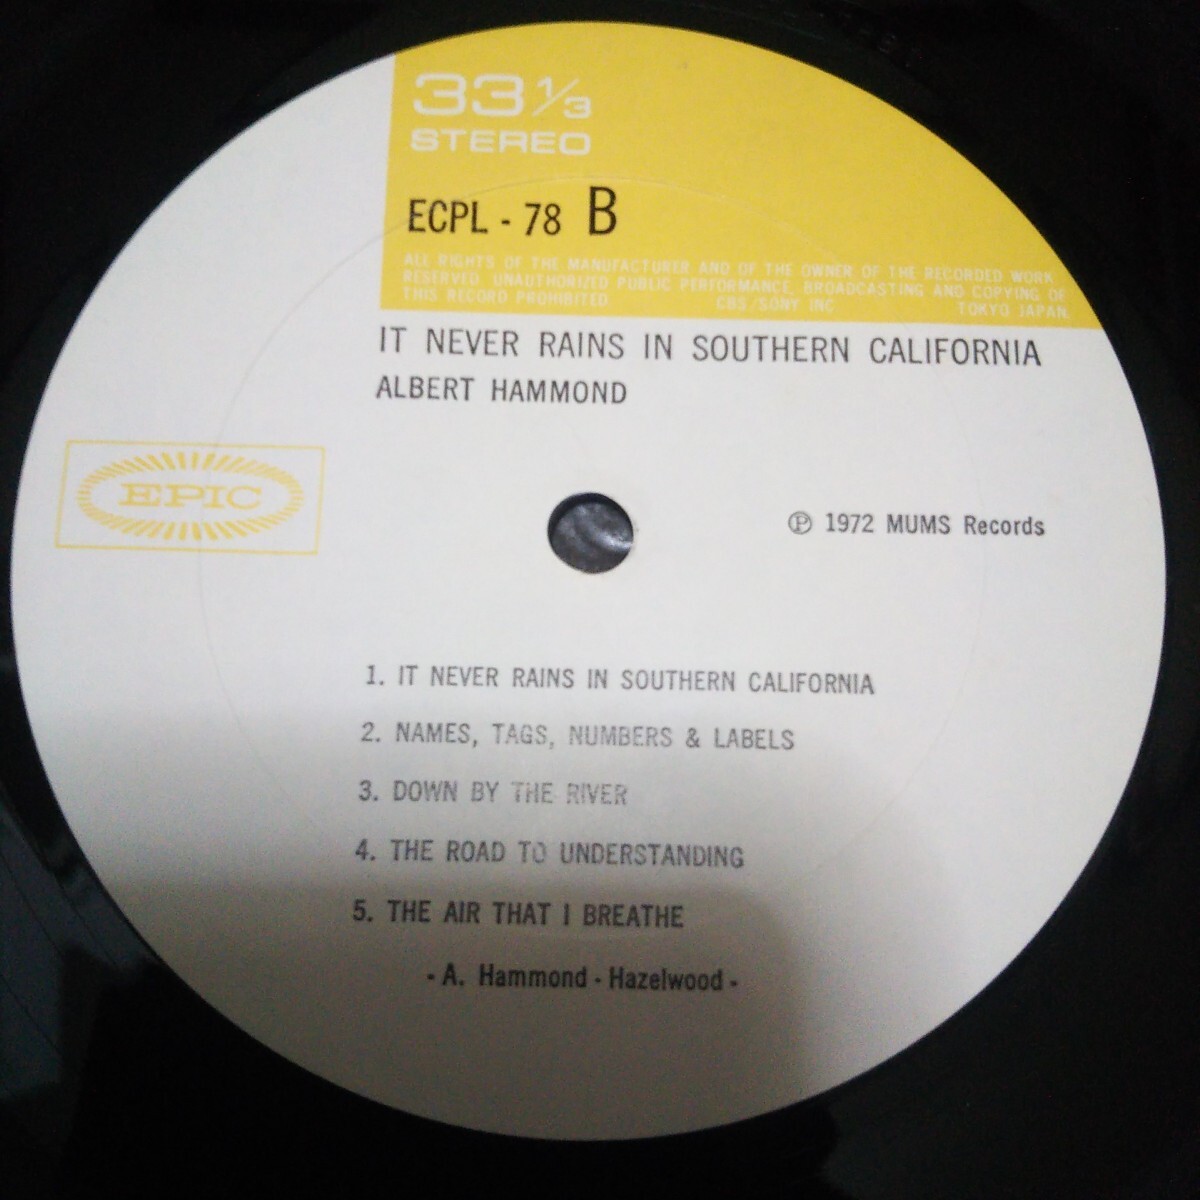 33 1/3
STEREO
ECPL - 78 B
ALL RIGHTS OF THE MANUFACTURER AND OF THE OWNER OF THE RECORDED WORK
RESERVED. UNAUTHORIZED PUBLIC PERFORMANCE, BROADCASTING AND COPYING OF
THIS RECORD PROHIBITED CBS/SONY INC. TOKYO JAPAN.
IT NEVER RAINS IN SOUTHERN CALIFORNIA
ALBERT HAMMOND
EPIC
℗ 1972 MUMS Records
1. IT NEVER RAINS IN SOUTHERN CALIFORNIA
2. NAMES, TAGS, NUMBERS & LABELS
3. DOWN BY THE RIVER
4. THE ROAD TO UNDERSTANDING
5. THE AIR THAT I BREATHE
- A. Hammond - Hazelwood -